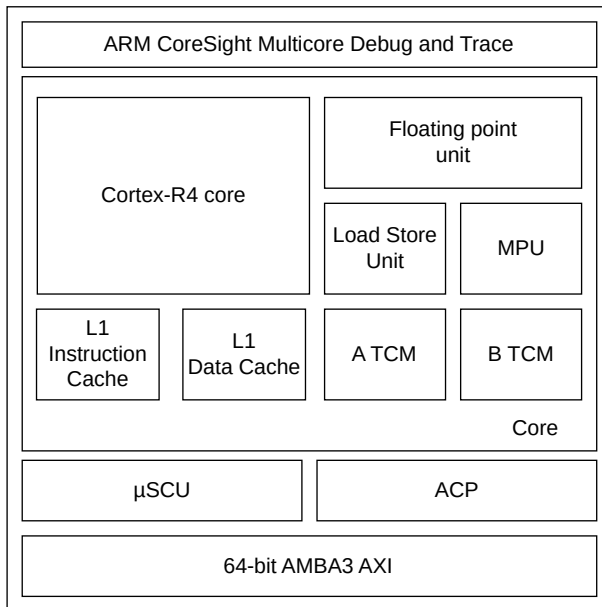 ARM CoreSight Multicore Debug and Trace
Cortex-R4 core
Floating point
unit
Load Store
Unit
MPU
L1
Instruction
Cache
L1
Data Cache
A TCM
B TCM
Core
µSCU
ACP
64-bit AMBA3 AXI